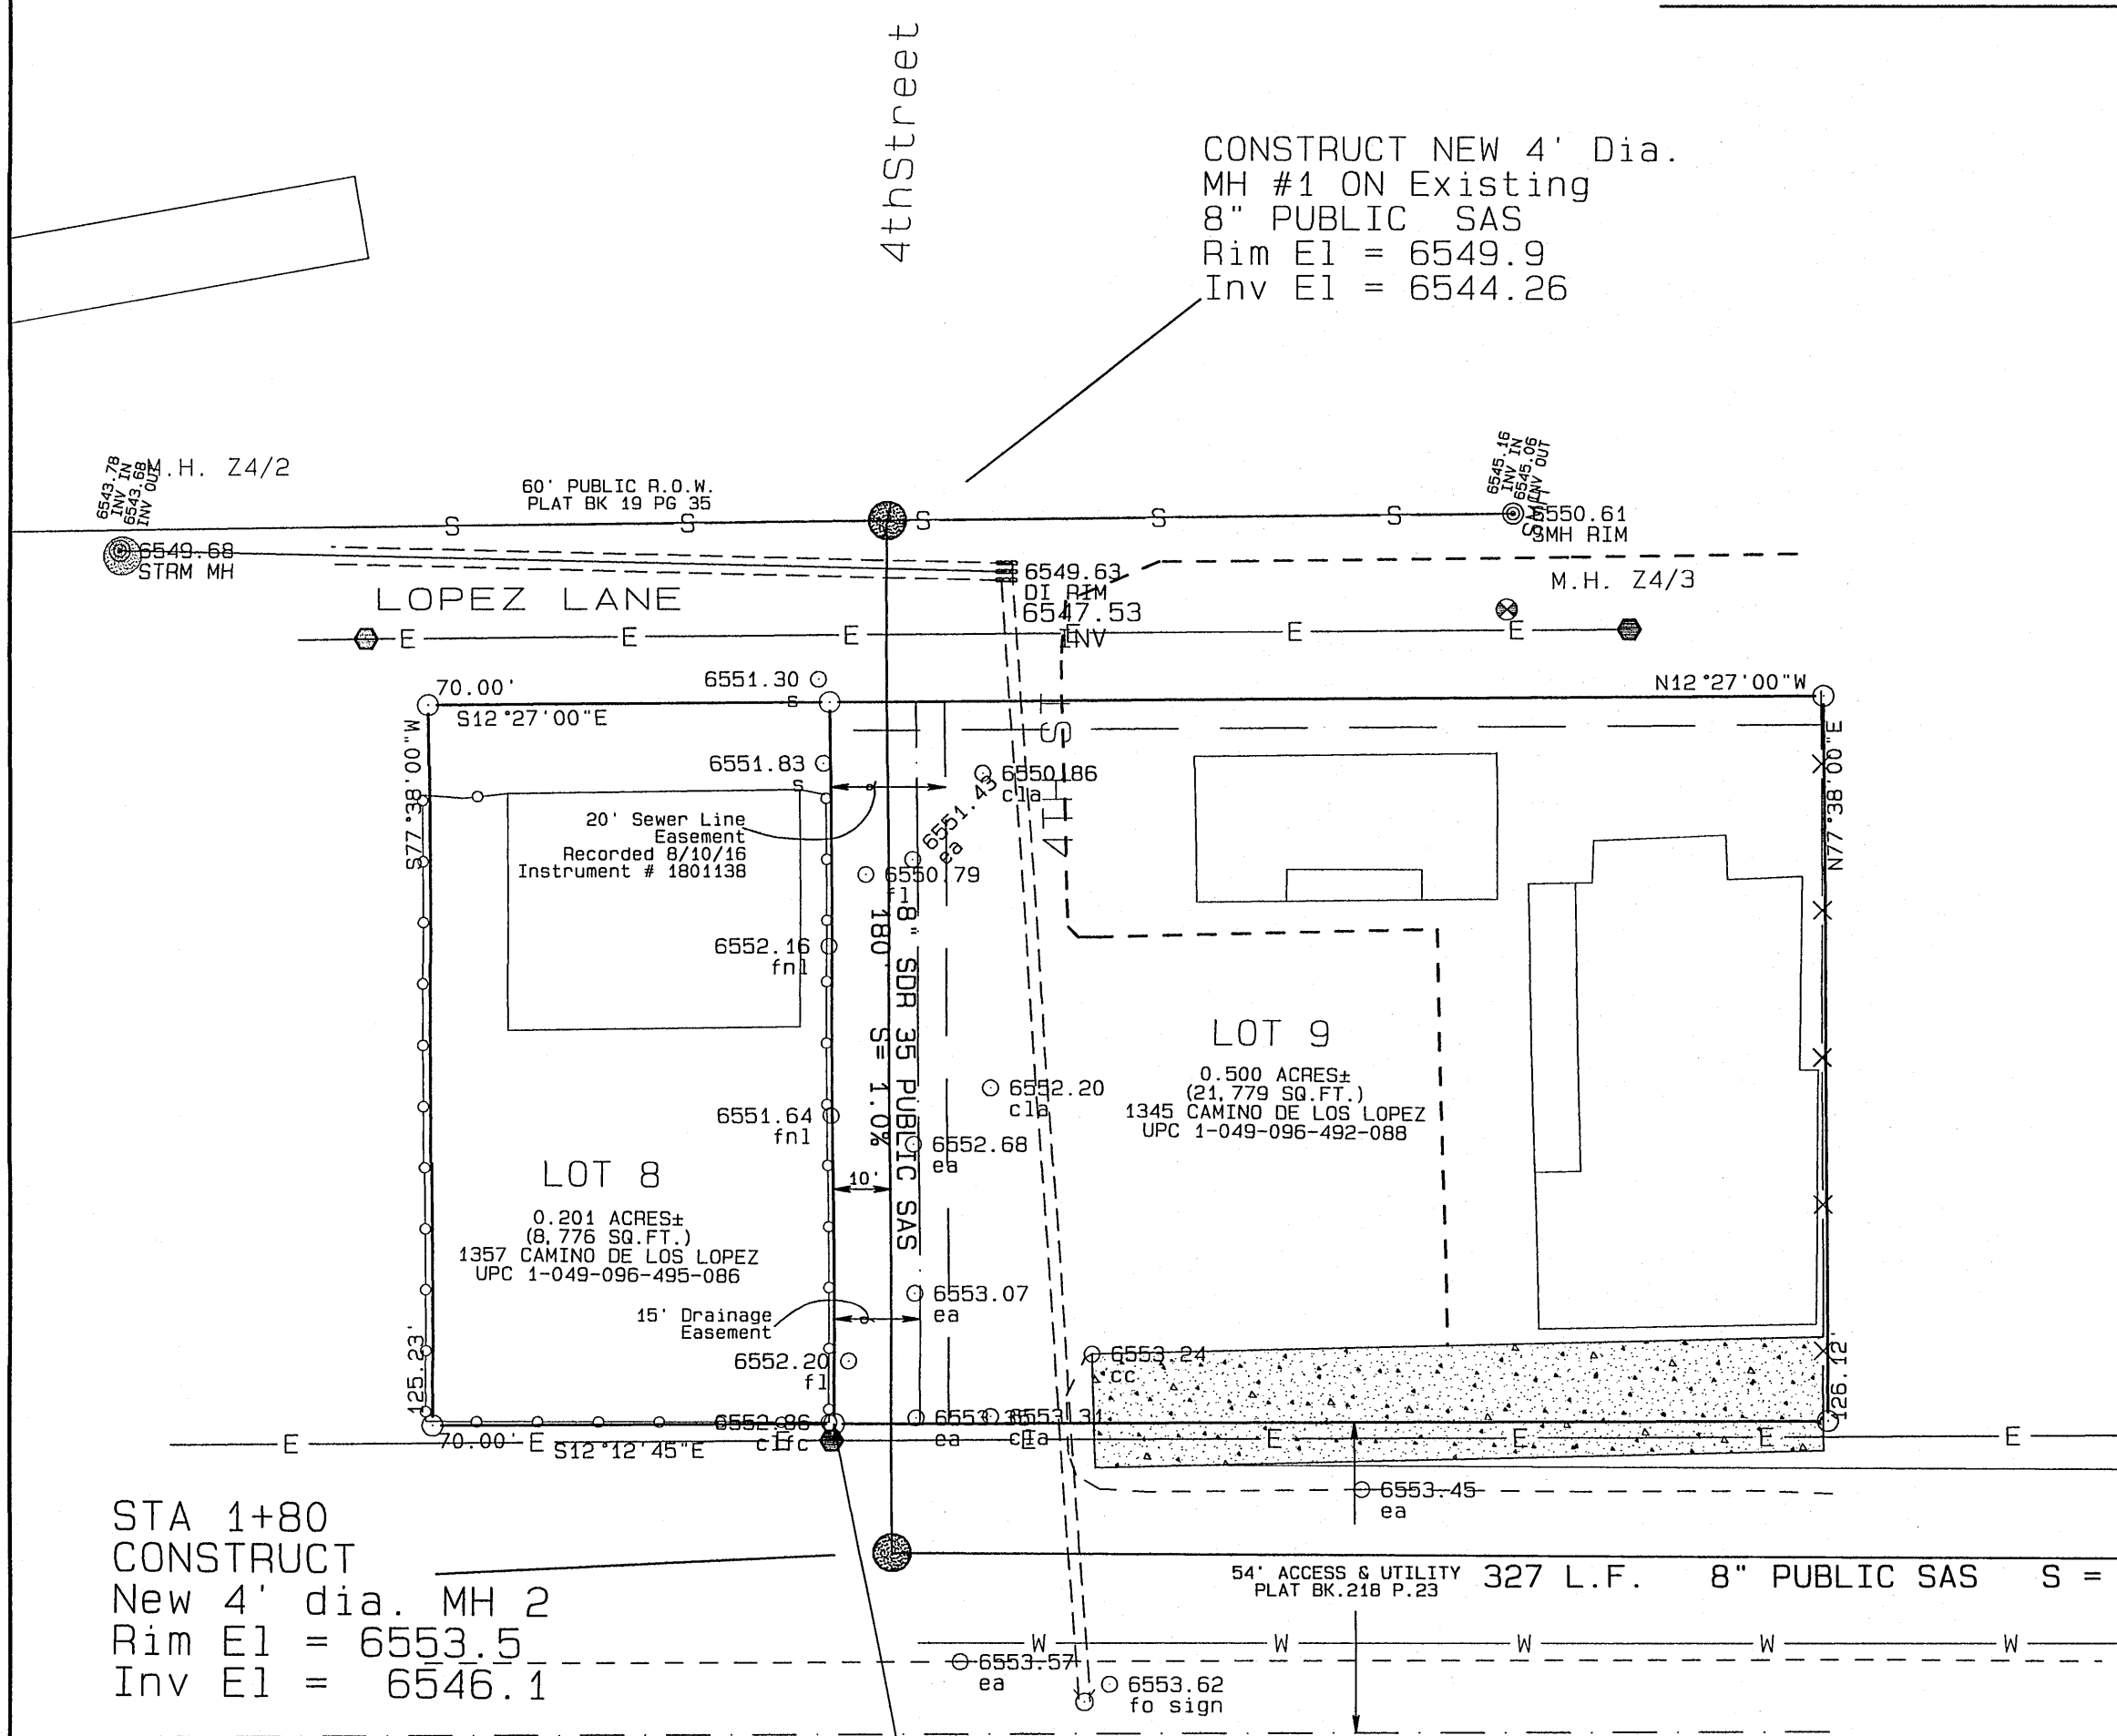 4thStreet
CONSTRUCT NEW 4' Dia.
MH #1 ON Existing
8" PUBLIC SAS
Rim El = 6549.9
Inv El = 6544.26
6543.78
INV IN
6543.68
INV OUT
M.H. Z4/2
60' PUBLIC R.O.W.
PLAT BK 19 PG 35
S
S
S
S
S
6545.16
INV IN
6545.06
INV OUT
SMH
6550.61
SMH RIM
6549.68
STRM MH
6549.63
DI RIM
6547.53
INV
M.H. Z4/3
LOPEZ LANE
E
E
E
E
E
E
6551.30
70.00'
S12°27'00"E
s
N12°27'00"W
S77°38'00"W
N77°38'00"E
4TH ST
6551.83
s
6550.86
cla
6551.43
ea
20' Sewer Line
Easement
Recorded 8/10/16
Instrument # 1801138
6550.79
fl
180'
8" SDR 35 PUBLIC SAS
S= 1.0%
6552.16
fnl
LOT 9
0.500 ACRES±
(21,779 SQ.FT.)
1345 CAMINO DE LOS LOPEZ
UPC 1-049-096-492-088
6552.20
cla
6551.64
fnl
6552.68
ea
10'
LOT 8
0.201 ACRES±
(8,776 SQ.FT.)
1357 CAMINO DE LOS LOPEZ
UPC 1-049-096-495-086
6553.07
ea
15' Drainage
Easement
6552.20
fl
6553.24
cc
125.23'
126.12'
6552.86
clfc
ea
6553.31
cla
70.00'
S12°12'45"E
E
E
E
E
E
E
E
E
6553.45
ea
STA 1+80
CONSTRUCT
New 4' dia. MH 2
Rim El = 6553.5
Inv El = 6546.1
54' ACCESS & UTILITY
PLAT BK.218 P.23
327 L.F. 8" PUBLIC SAS S =
W
W
W
W
W
6553.57
ea
6553.62
fo sign